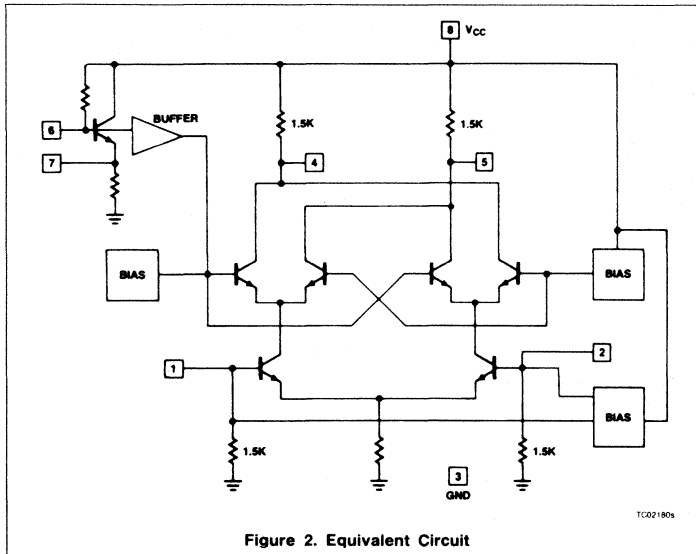 8 VCC
BUFFER
1.5K 1.5K
6
7
4 5
BIAS BIAS
1 2
BIAS
1.5K 1.5K
3
GND
TC02180s
Figure 2. Equivalent Circuit